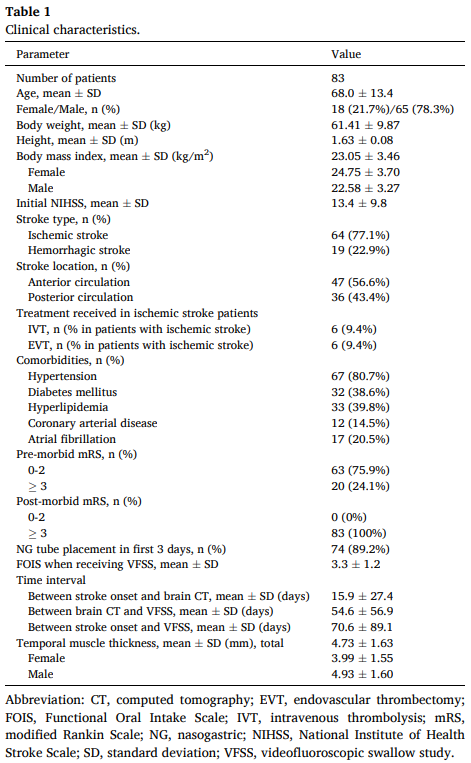 Table 1
Clinical characteristics.
Parameter Value
Number of patients 83
Age, mean ± SD 68.0 ± 13.4
Female/Male, n (%) 18 (21.7%)/65 (78.3%)
Body weight, mean ± SD (kg) 61.41 ± 9.87
Height, mean ± SD (m) 1.63 ± 0.08
Body mass index, mean ± SD (kg/m²) 23.05 ± 3.46
Female 24.75 ± 3.70
Male 22.58 ± 3.27
Initial NIHSS, mean ± SD 13.4 ± 9.8
Stroke type, n (%)
Ischemic stroke 64 (77.1%)
Hemorrhagic stroke 19 (22.9%)
Stroke location, n (%)
Anterior circulation 47 (56.6%)
Posterior circulation 36 (43.4%)
Treatment received in ischemic stroke patients
IVT, n (% in patients with ischemic stroke) 6 (9.4%)
EVT, n (% in patients with ischemic stroke) 6 (9.4%)
Comorbidities, n (%)
Hypertension 67 (80.7%)
Diabetes mellitus 32 (38.6%)
Hyperlipidemia 33 (39.8%)
Coronary arterial disease 12 (14.5%)
Atrial fibrillation 17 (20.5%)
Pre-morbid mRS, n (%)
0-2 63 (75.9%)
≥ 3 20 (24.1%)
Post-morbid mRS, n (%)
0-2 0 (0%)
≥ 3 83 (100%)
NG tube placement in first 3 days, n (%) 74 (89.2%)
FOIS when receiving VFSS, mean ± SD 3.3 ± 1.2
Time interval
Between stroke onset and brain CT, mean ± SD (days) 15.9 ± 27.4
Between brain CT and VFSS, mean ± SD (days) 54.6 ± 56.9
Between stroke onset and VFSS, mean ± SD (days) 70.6 ± 89.1
Temporal muscle thickness, mean ± SD (mm), total 4.73 ± 1.63
Female 3.99 ± 1.55
Male 4.93 ± 1.60
Abbreviation: CT, computed tomography; EVT, endovascular thrombectomy;
FOIS, Functional Oral Intake Scale; IVT, intravenous thrombolysis; mRS,
modified Rankin Scale; NG, nasogastric; NIHSS, National Institute of Health
Stroke Scale; SD, standard deviation; VFSS, videofluoroscopic swallow study.